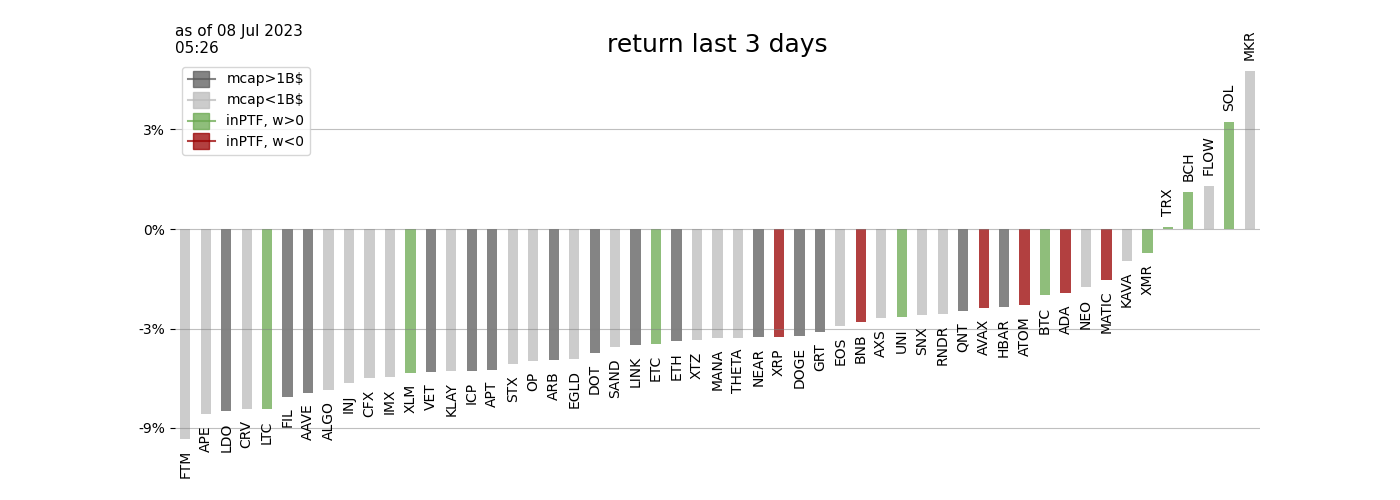 as of 08 Jul 2023
05:26
return last 3 days
mcap>1B$
mcap<1B$
inPTF, w>0
inPTF, w<0
3%
0%
-3%
-9%
FTM
APE
LDO
CRV
LTC
FIL
AAVE
ALGO
INJ
CFX
IMX
XLM
VET
KLAY
ICP
APT
STX
OP
ARB
EGLD
DOT
SAND
LINK
ETC
ETH
XTZ
MANA
THETA
NEAR
XRP
DOGE
GRT
EOS
BNB
AXS
UNI
SNX
RNDR
QNT
AVAX
HBAR
ATOM
BTC
ADA
NEO
MATIC
KAVA
XMR
TRX
BCH
FLOW
SOL
MKR